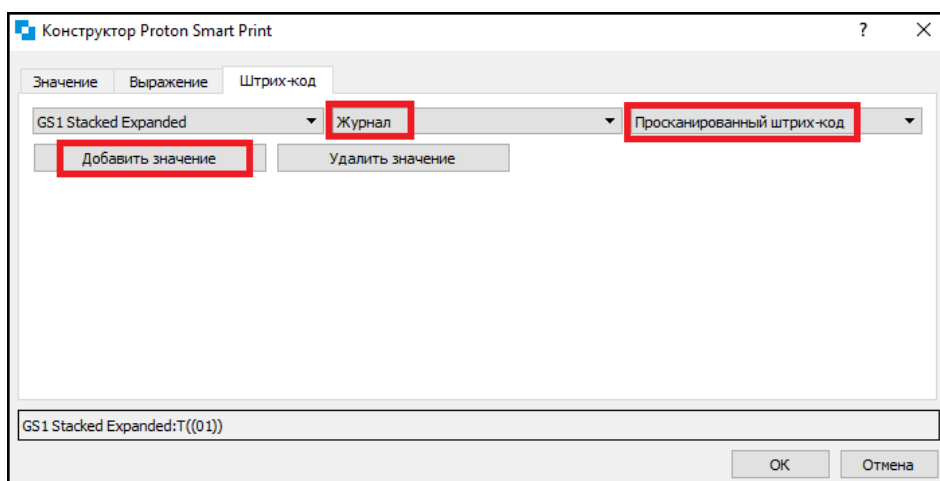 Конструктор Proton Smart Print
?
Значение Выражение Штрих-код
GS1 Stacked Expanded Журнал Просканированный штрих-код
Добавить значение Удалить значение
GS1 Stacked Expanded:T((01))
OK Отмена